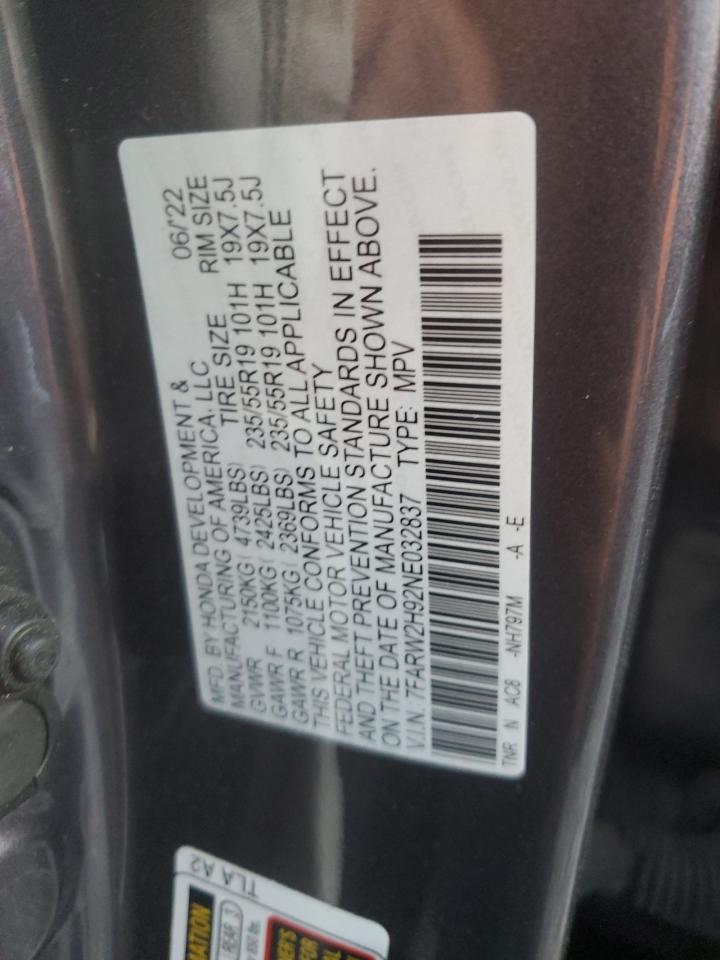 MFD. BY HONDA DEVELOPMENT & 06/'22
MANUFACTURING OF AMERICA, LLC
TIRE SIZE RIM SIZE
GVWR 2150KG( 4739LBS)
GAWR F 1100KG( 2425LBS) 235/55R19 101H 19X7.5J
GAWR R 1075KG( 2369LBS) 235/55R19 101H 19X7.5J
THIS VEHICLE CONFORMS TO ALL APPLICABLE
FEDERAL MOTOR VEHICLE SAFETY
AND THEFT PREVENTION STANDARDS IN EFFECT
ON THE DATE OF MANUFACTURE SHOWN ABOVE.
V.I.N.: 7FARW2H92NE032837 TYPE: MPV
TNR N AC8 -NH797M -A -E
TLA A2
REAR 3